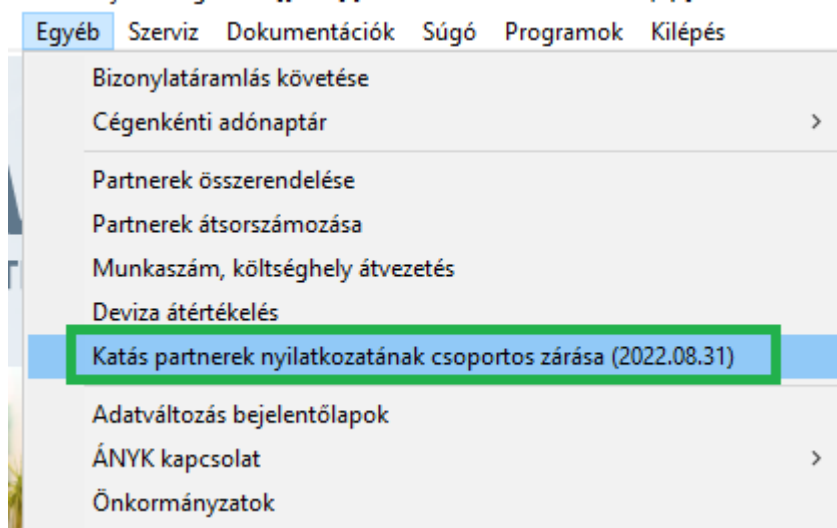 Egyéb Szerviz Dokumentációk Súgó Programok Kilépés
Bizonylatáramlás követése
Cégenkénti adónaptár
Partnerek összerendelése
Partnerek átsorszámozása
Munkaszám, költséghely átvezetés
Deviza átértékelés
Katás partnerek nyilatkozatának csoportos zárása (2022.08.31)
Adatváltozás bejelentőlapok
ÁNYK kapcsolat
Önkormányzatok